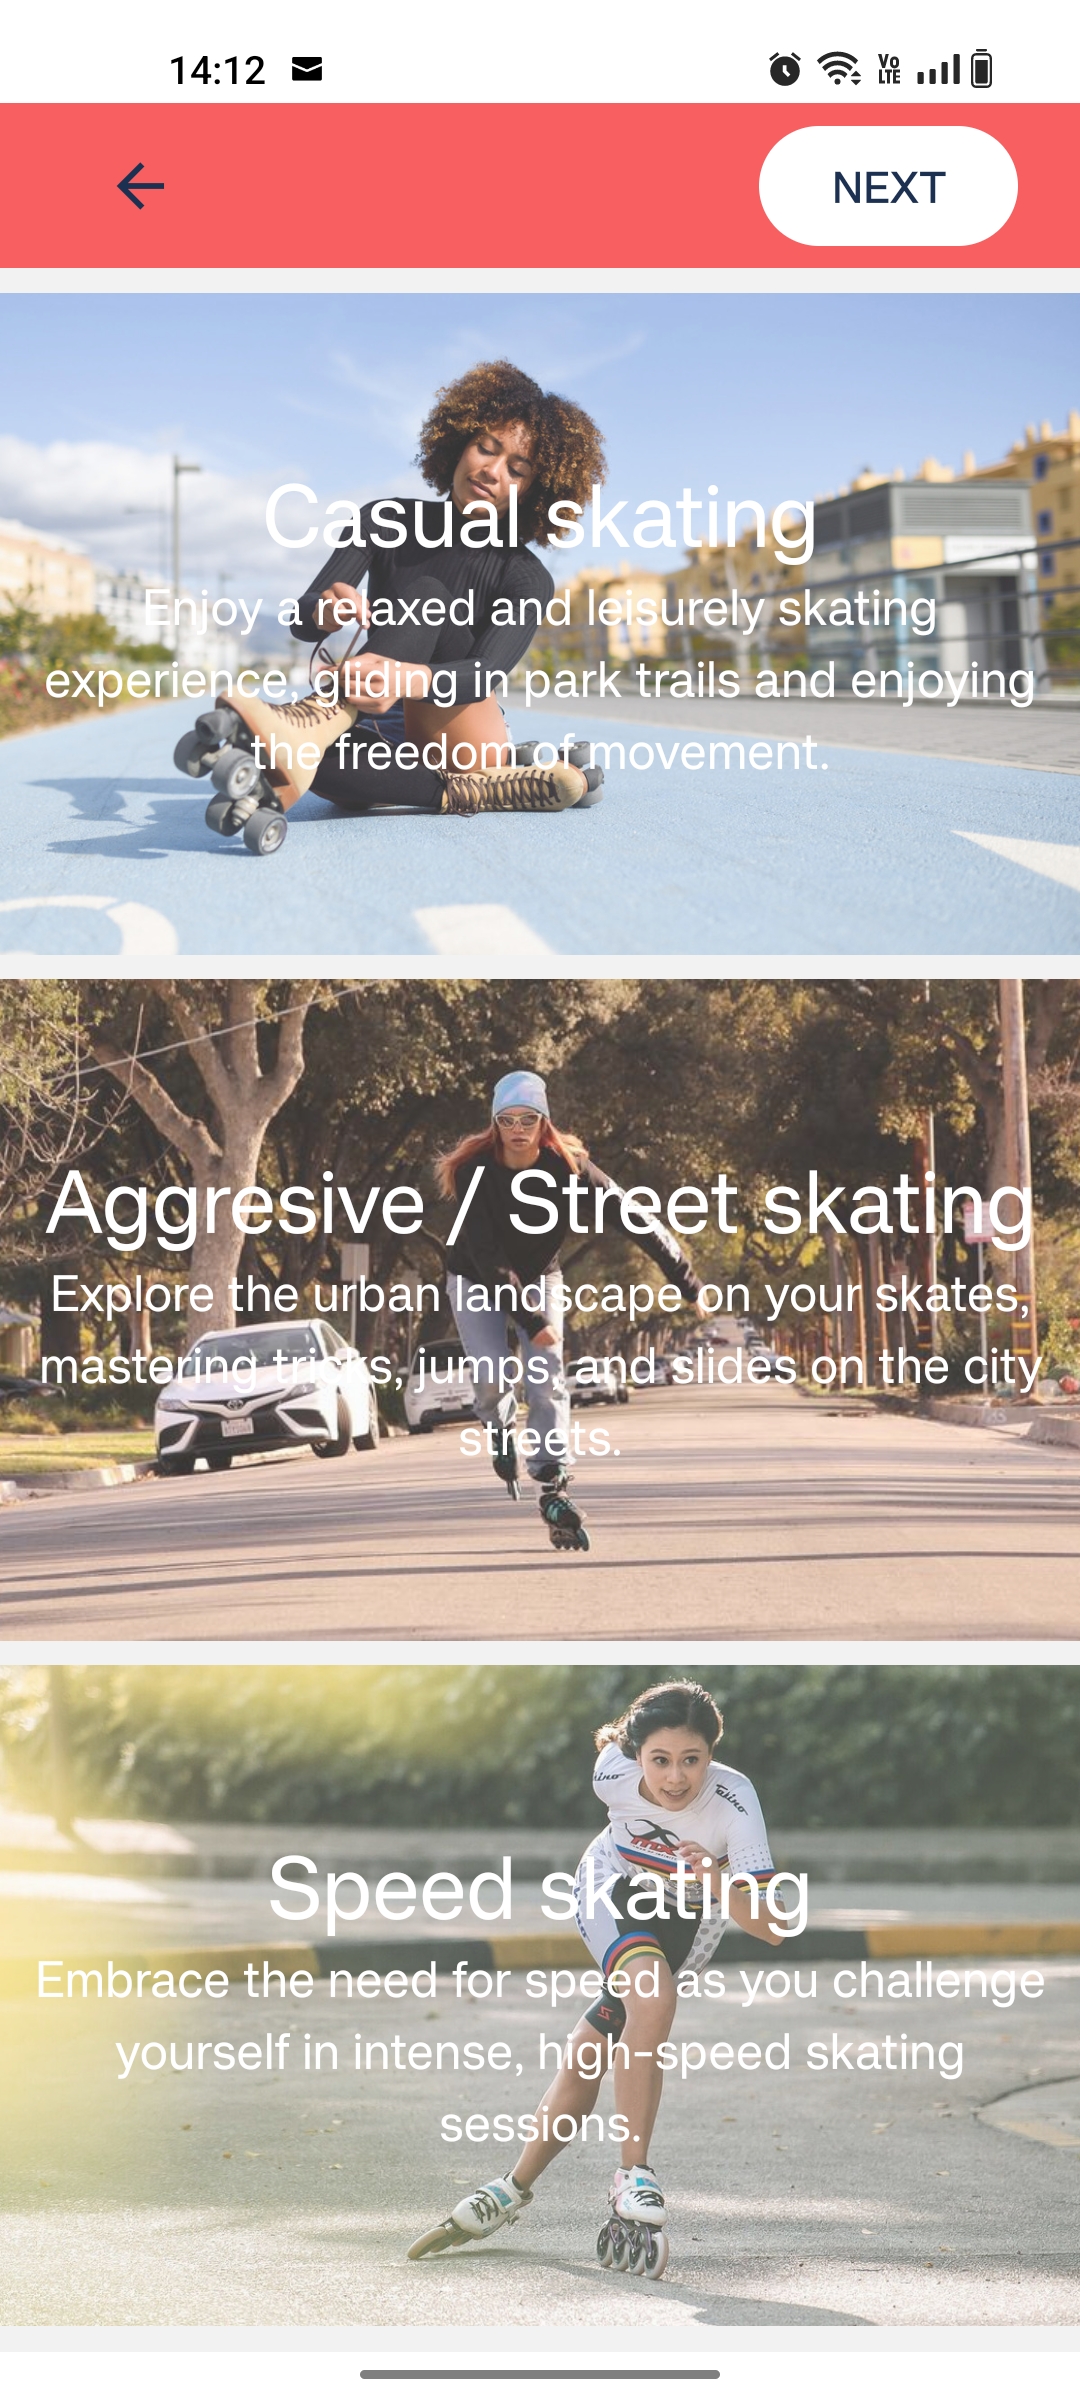 14:12
Vo
LTE
NEXT
Casual skating
Enjoy a relaxed and leisurely skating
experience, gliding in park trails and enjoying
the freedom of movement.
Aggresive / Street skating
Explore the urban landscape on your skates,
mastering tricks, jumps, and slides on the city
streets.
Speed skating
Embrace the need for speed as you challenge
yourself in intense, high-speed skating
sessions.